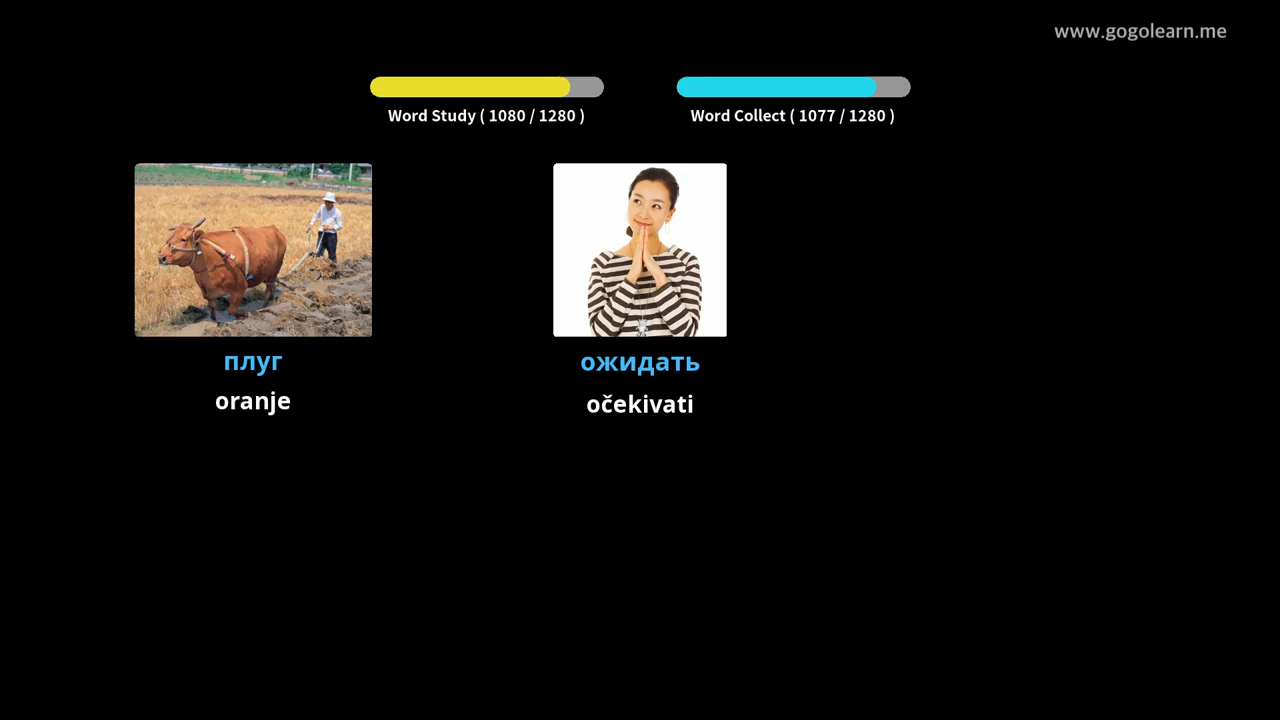 www.gogolearn.me
Word Study ( 1080 / 1280 )
Word Collect ( 1077 / 1280 )
плуг
ожидать
oranje
očekivati